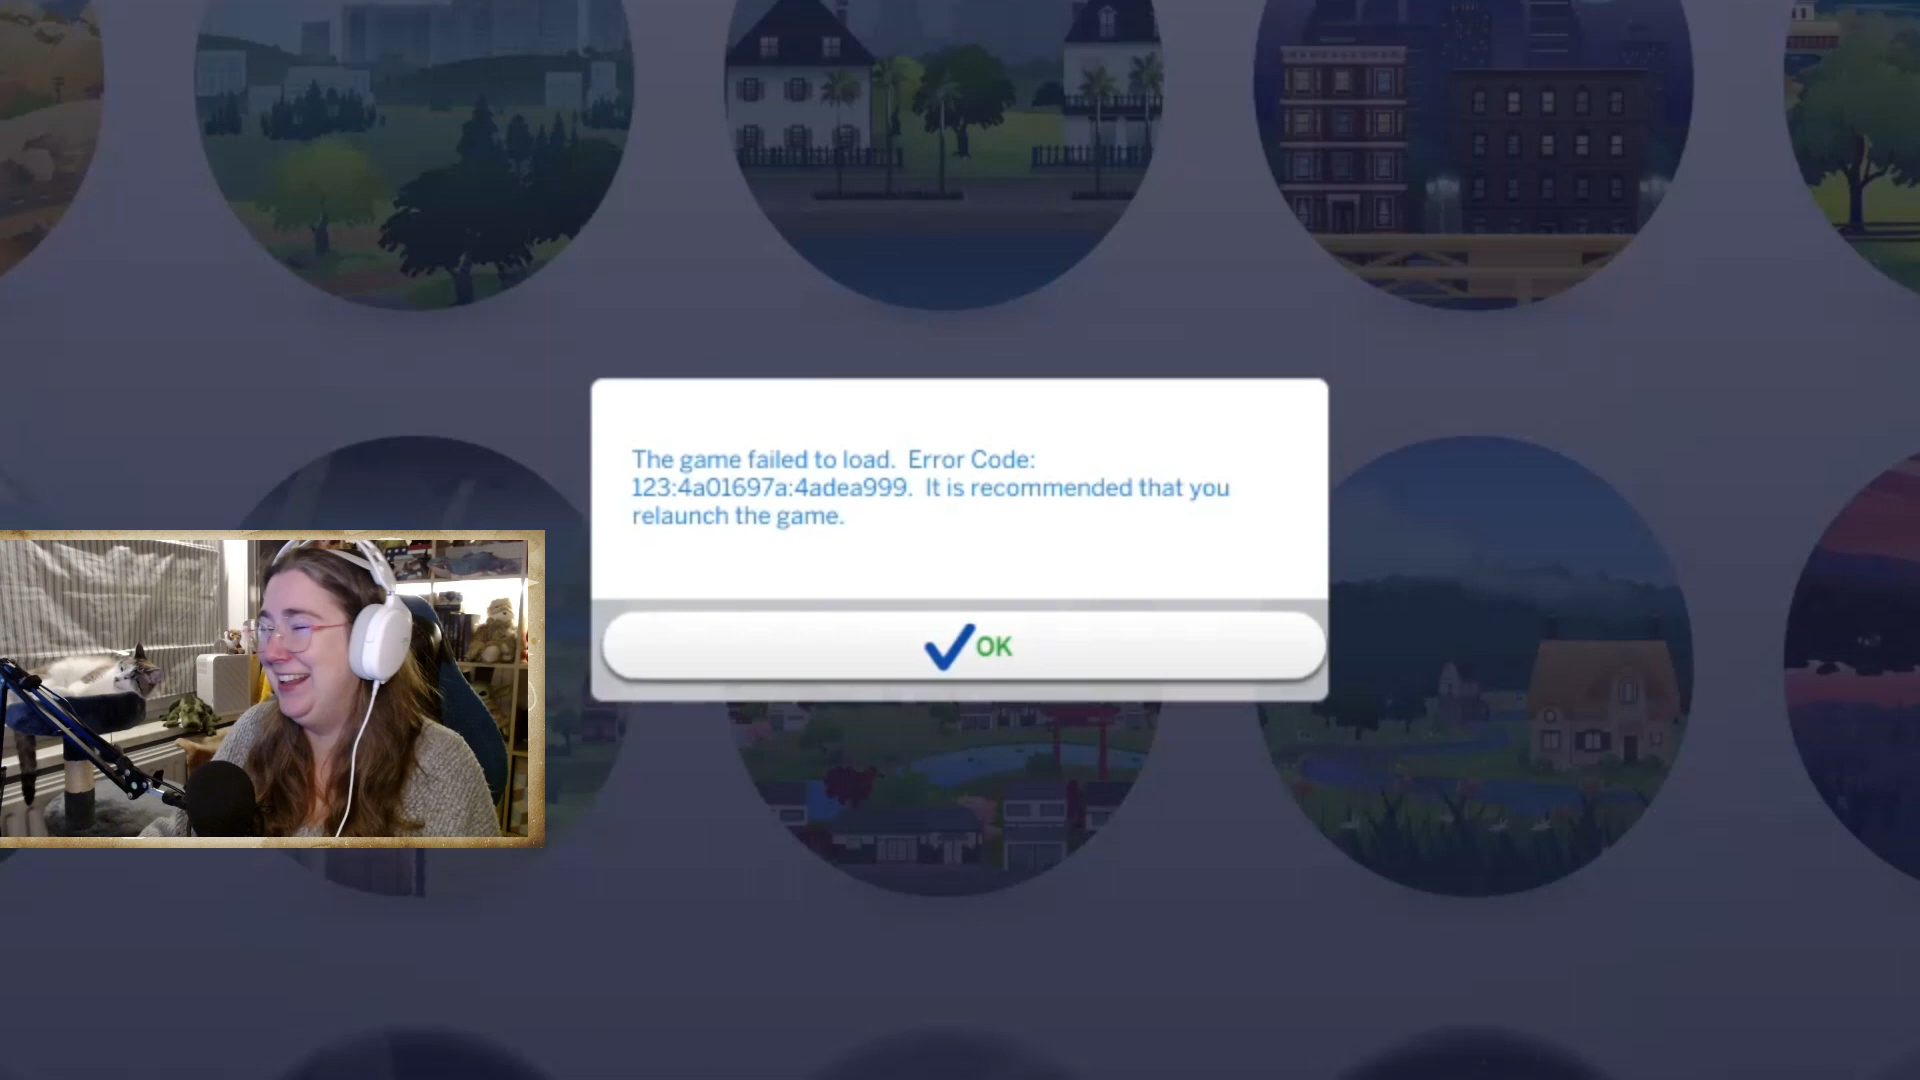 The game failed to load.  Error Code:
123:4a01697a:4adea999.  It is recommended that you
relaunch the game.
OK